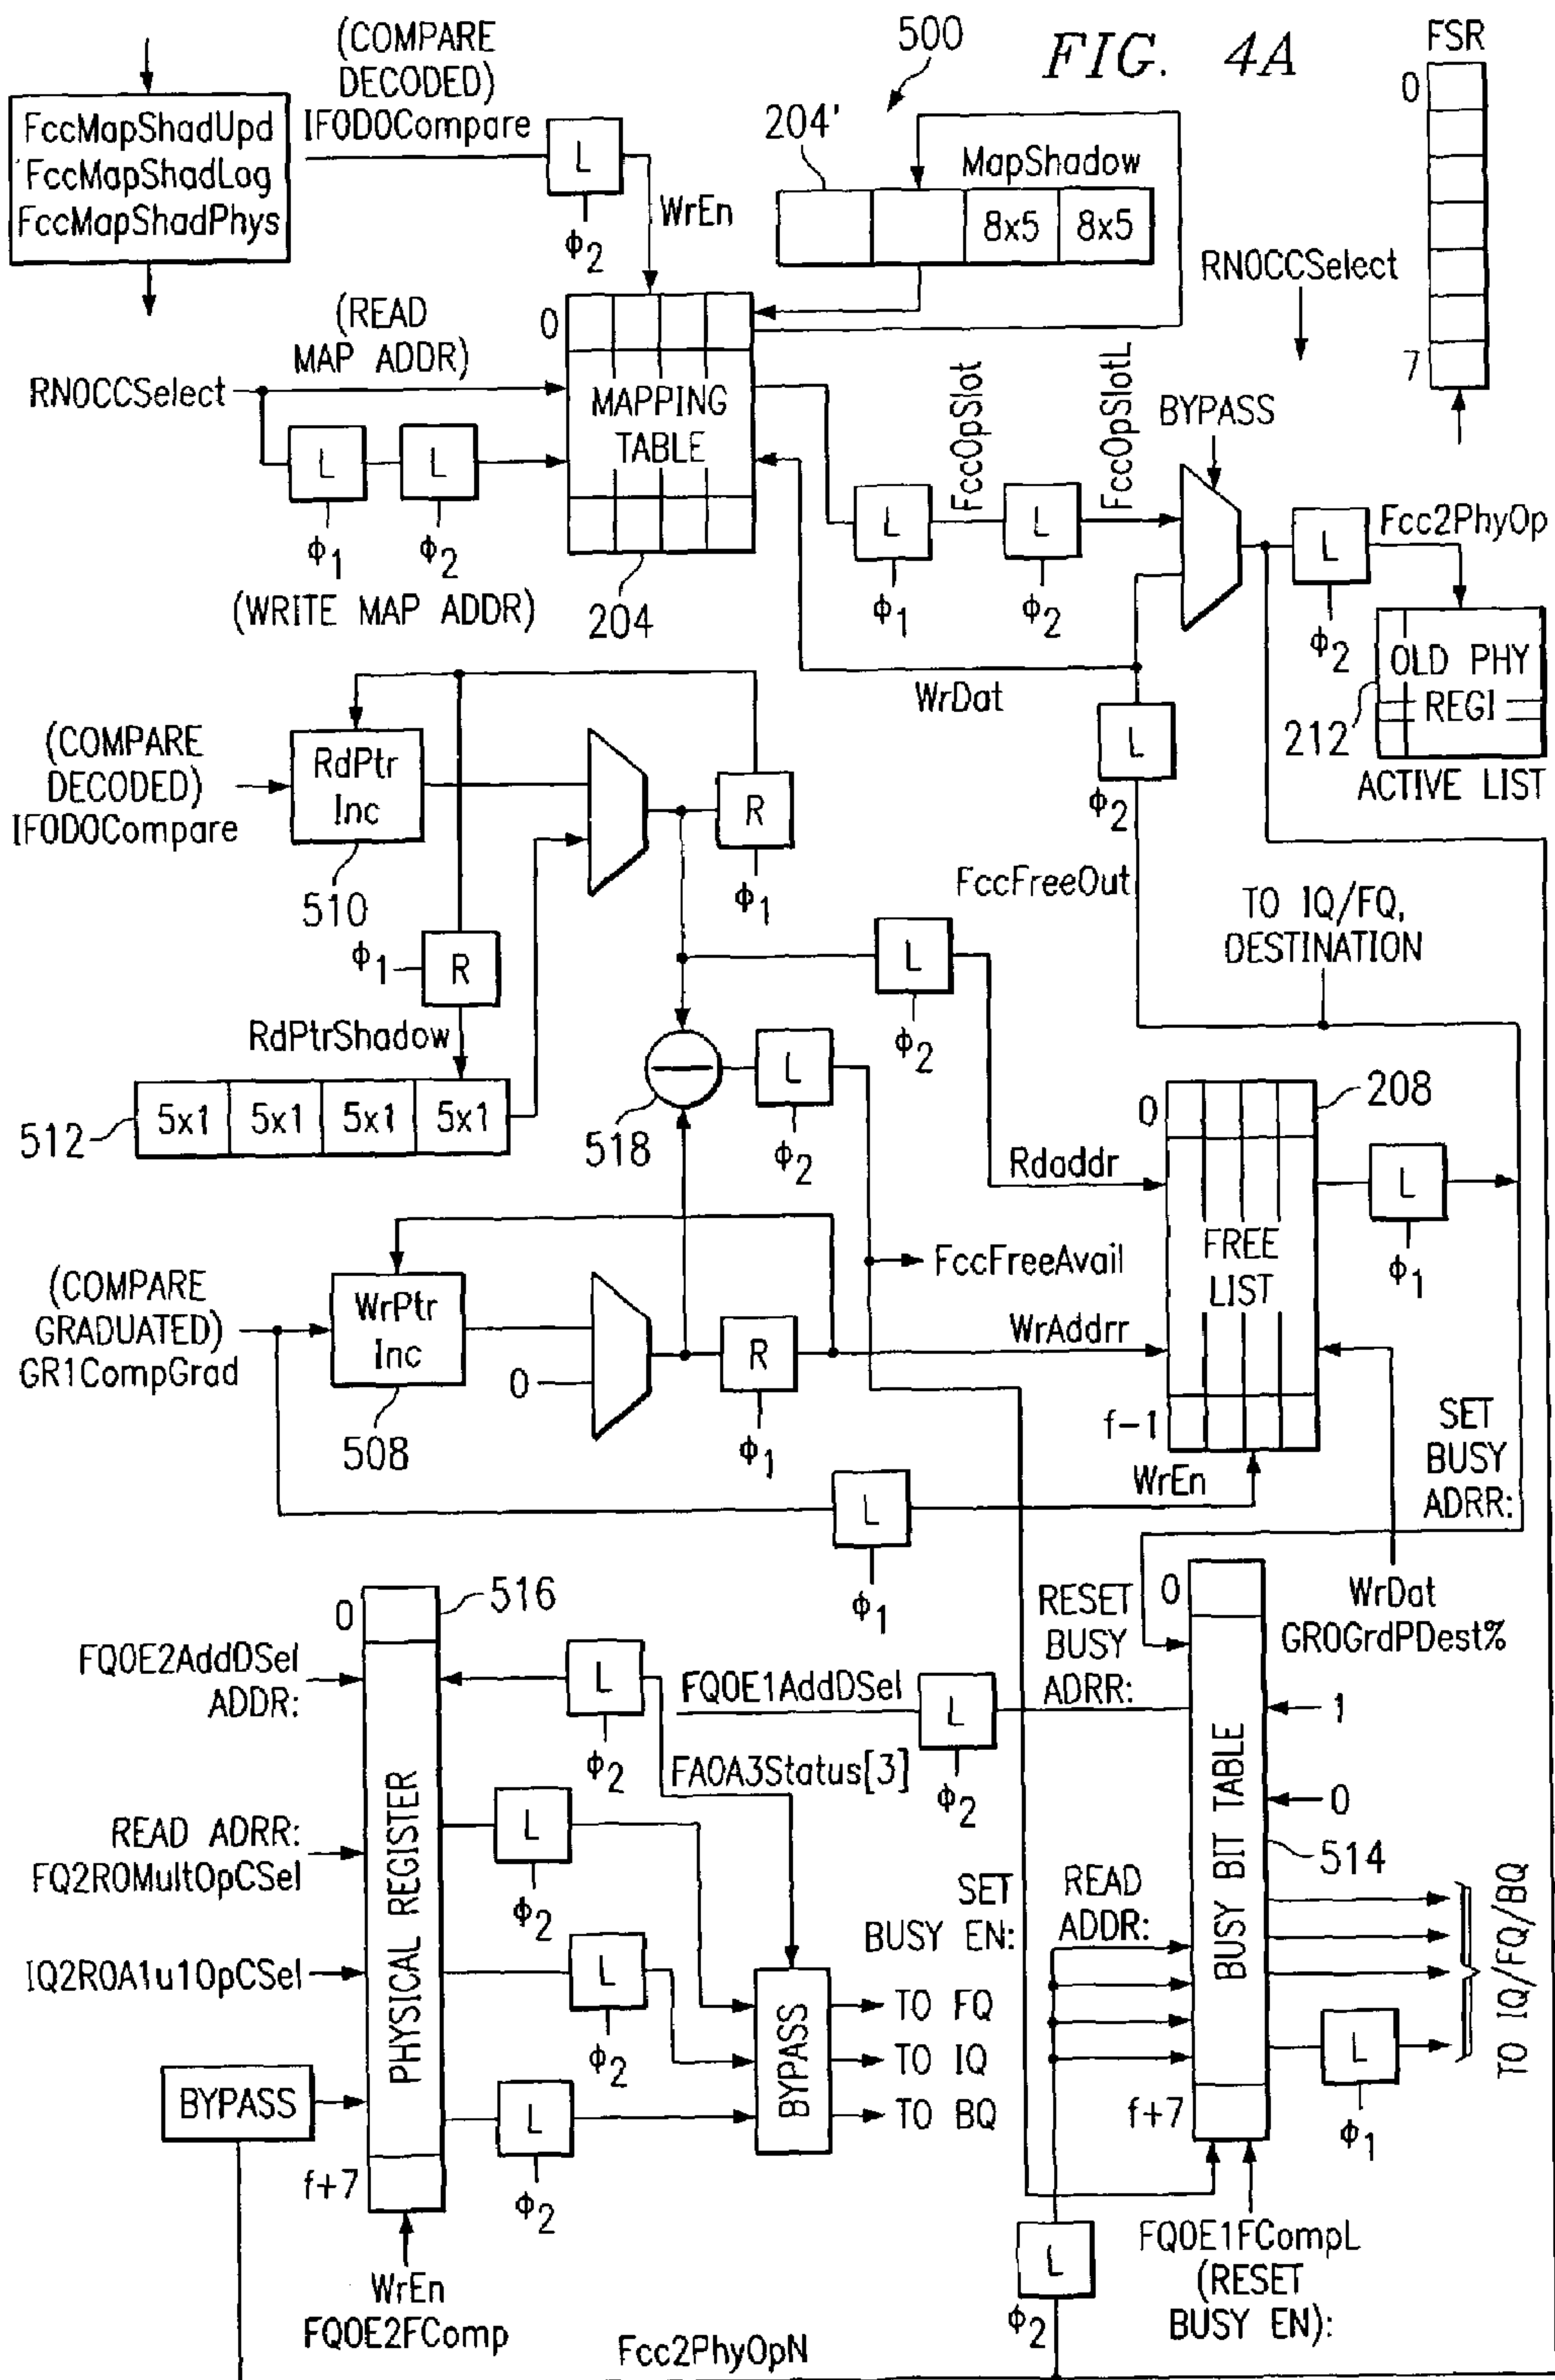 FIG. 4A
500
FSR
0
7
FccMapShadUpd
FccMapShadLog
FccMapShadPhys
(COMPARE
DECODED)
IF0D0Compare
L
ϕ2
WrEn
204'
MapShadow
8x5
8x5
RN0CCSelect
(READ
MAP ADDR)
RN0CCSelect
0
MAPPING
TABLE
L
L
ϕ1
ϕ2
(WRITE MAP ADDR)
204
FccOpSlot
FccOpSlotL
BYPASS
L
L
ϕ1
ϕ2
L
Fcc2PhyOp
ϕ2
OLD PHY
REGI
212
ACTIVE LIST
WrDat
L
ϕ2
(COMPARE
DECODED)
IF0D0Compare
RdPtr
Inc
510
R
ϕ1
ϕ1
R
FccFreeOut
TO IQ/FQ,
DESTINATION
L
ϕ2
RdPtrShadow
512
5x1
5x1
5x1
5x1
518
L
ϕ2
208
0
Rdaddr
L
ϕ1
FREE
LIST
FccFreeAvail
(COMPARE
GRADUATED)
GR1CompGrad
WrPtr
Inc
508
0
R
ϕ1
WrAddrr
f-1
WrEn
SET
BUSY
ADRR:
L
ϕ1
WrDat
GR0GrdPDest%
516
0
FQ0E2AddDSel
ADDR:
L
ϕ2
FQ0E1AddDSel
L
ϕ2
RESET
BUSY
ADRR:
0
1
0
BUSY BIT TABLE
514
FA0A3Status[3]
PHYSICAL REGISTER
READ ADRR:
FQ2R0MultOpCSel
L
ϕ2
IQ2R0A1u1OpCSel
L
ϕ2
SET
BUSY EN:
READ
ADDR:
TO IQ/FQ/BQ
BYPASS
TO FQ
TO IQ
TO BQ
L
ϕ1
BYPASS
L
ϕ2
f+7
f+7
WrEn
FQ0E2FComp
L
ϕ2
FQ0E1FCompL
(RESET
BUSY EN):
Fcc2PhyOpN